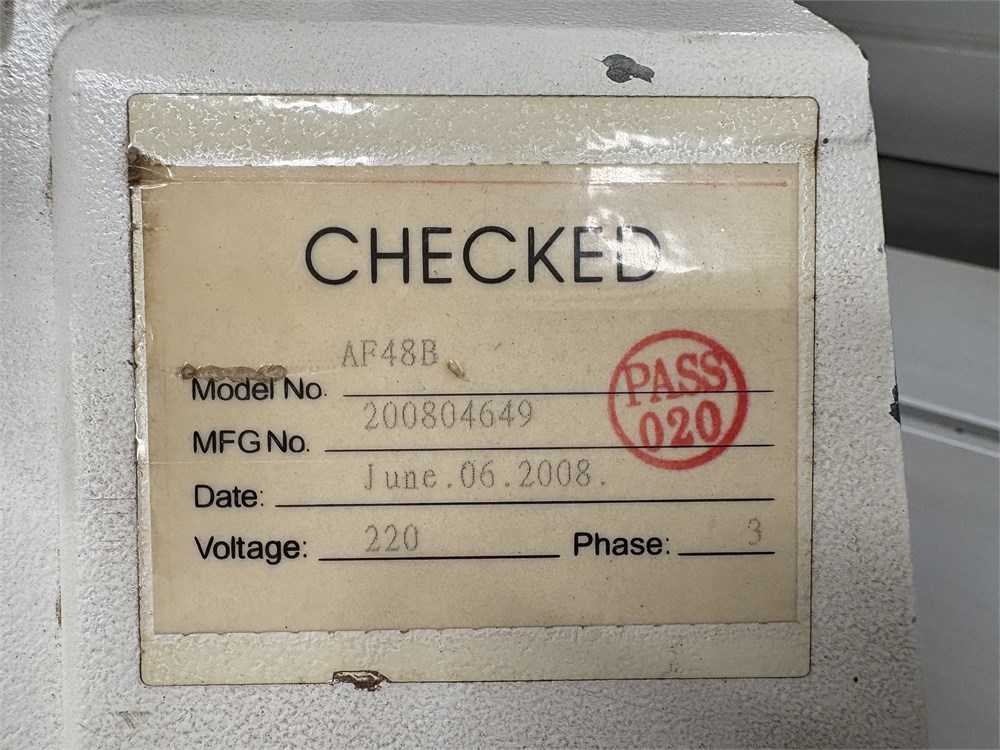 CHECKED
Model No. AF48B
MFG No. 200804649
Date: June.06.2008.
Voltage: 220 Phase: 3
PASS
020